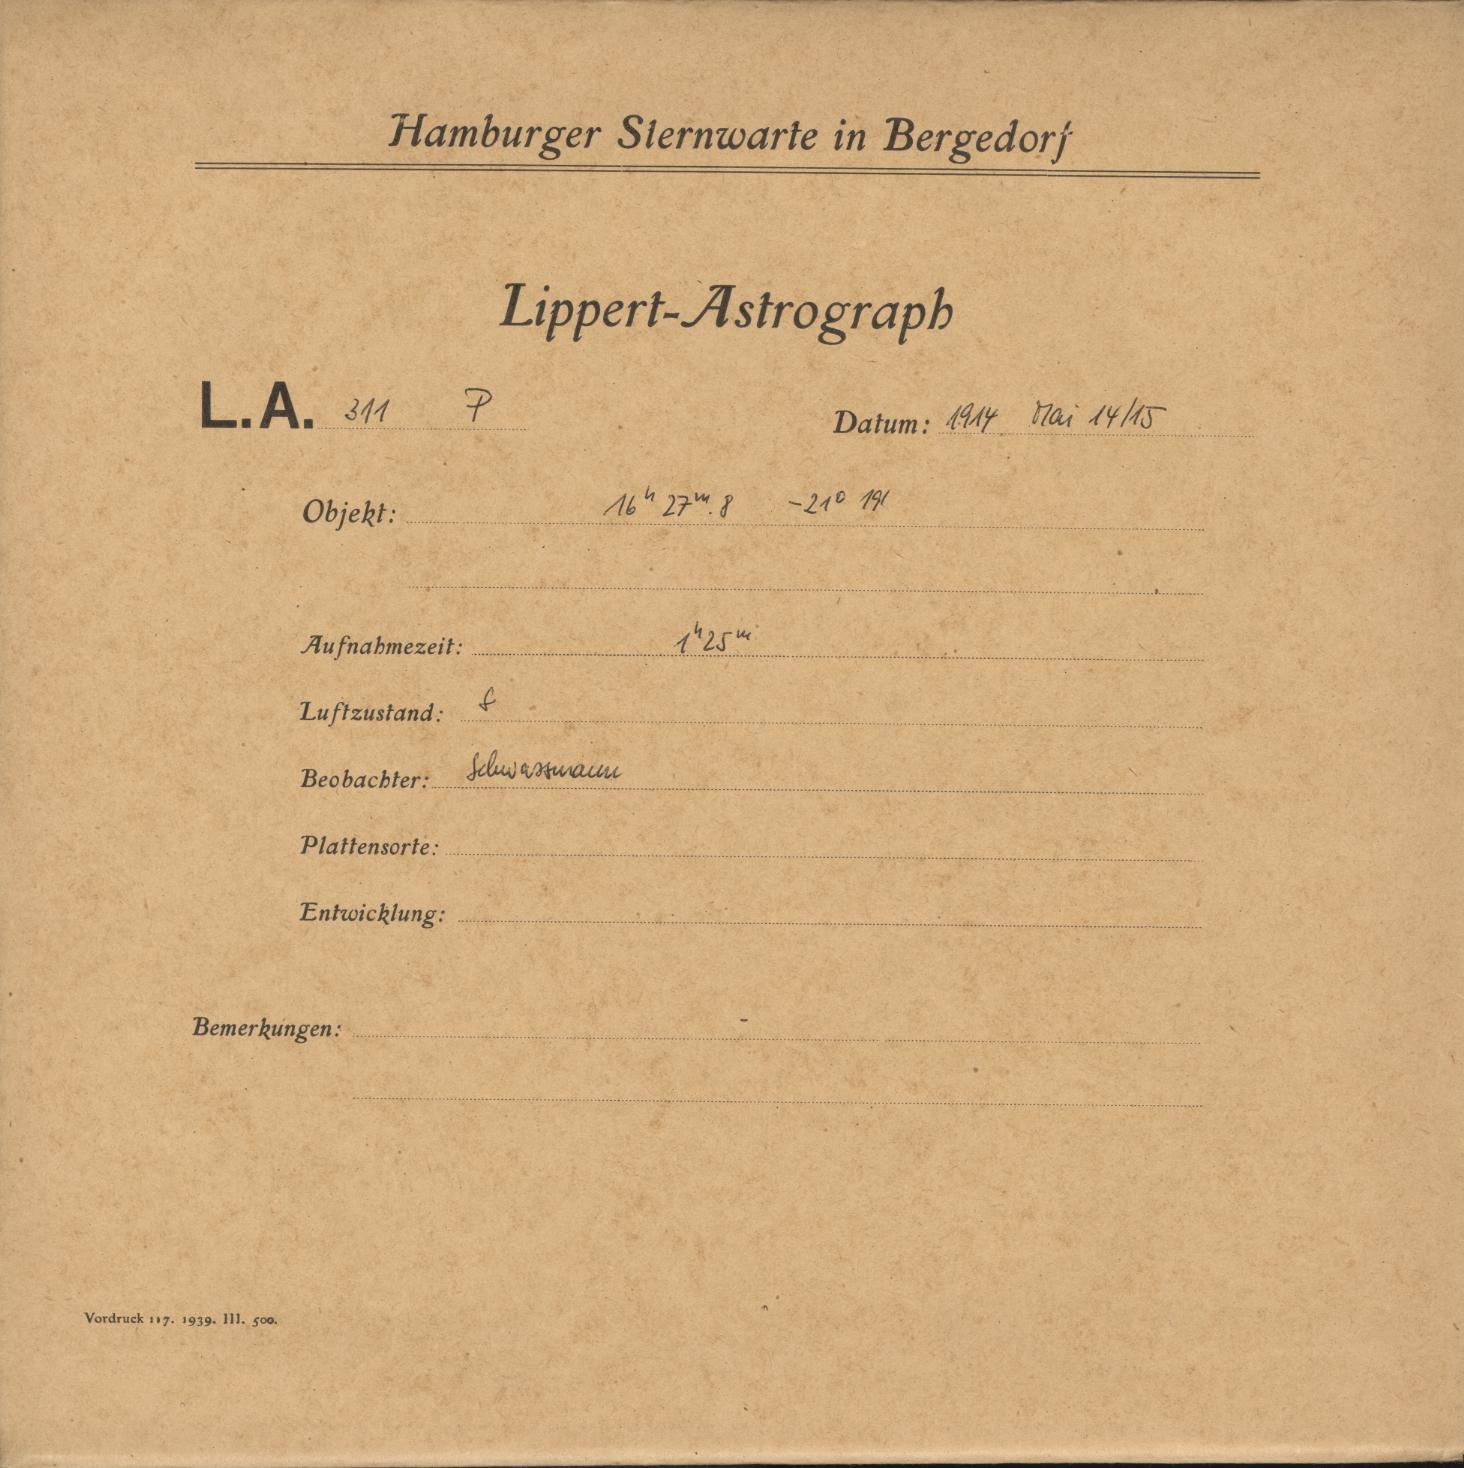 Hamburger Sternwarte in Bergedorf
Lippert-Astrograph
L.A. 311 P Datum: 1914 Mai 14/15
Objekt: 16h 27m.8 -21° 19'
Aufnahmezeit: 1h 25m
Luftzustand:
Beobachter: Schwassmann
Plattensorte:
Entwicklung:
Bemerkungen: -
Vordruck 117. 1939. III. 500.